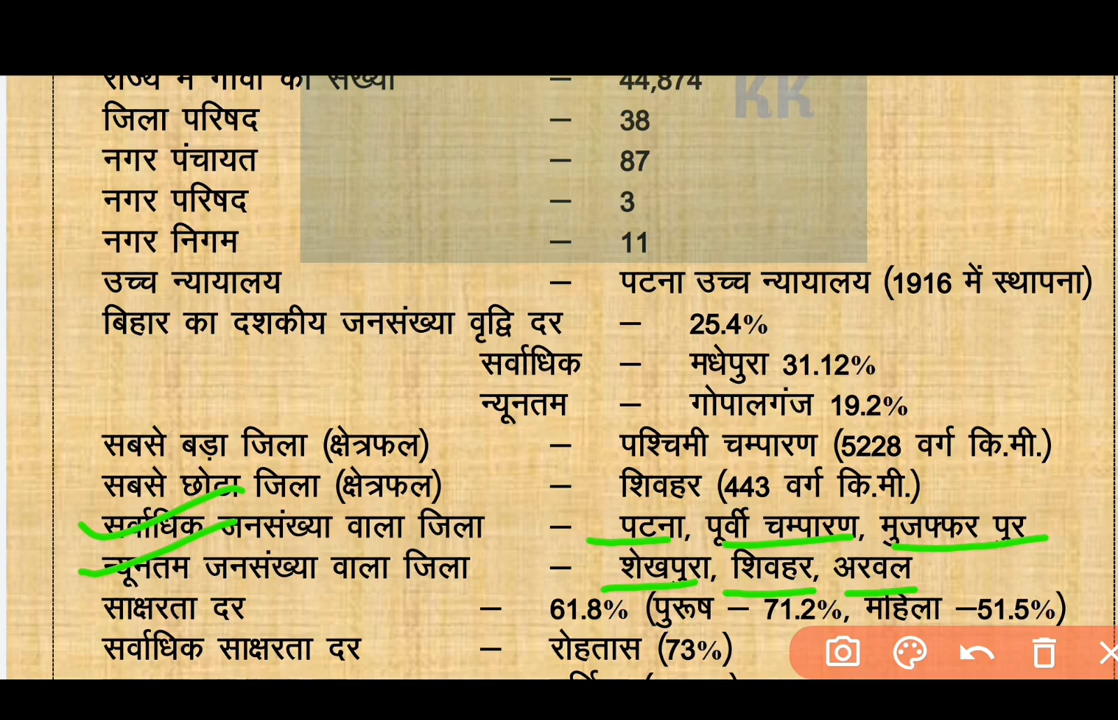 राज्य में गांवों की संख्या – 44,874
KK
जिला परिषद – 38
नगर पंचायत – 87
नगर परिषद – 3
नगर निगम – 11
उच्च न्यायालय – पटना उच्च न्यायालय (1916 में स्थापना)
बिहार का दशकीय जनसंख्या वृद्वि दर – 25.4%
सर्वाधिक – मधेपुरा 31.12%
न्यूनतम – गोपालगंज 19.2%
सबसे बड़ा जिला (क्षेत्रफल) – पश्चिमी चम्पारण (5228 वर्ग कि.मी.)
सबसे छोटा जिला (क्षेत्रफल) – शिवहर (443 वर्ग कि.मी.)
सर्वाधिक जनसंख्या वाला जिला – पटना, पूर्वी चम्पारण, मुजफ्फर पुर
न्यूनतम जनसंख्या वाला जिला – शेखपुरा, शिवहर, अरवल
साक्षरता दर – 61.8% (पुरूष – 71.2%, महिला –51.5%)
सर्वाधिक साक्षरता दर – रोहतास (73%)